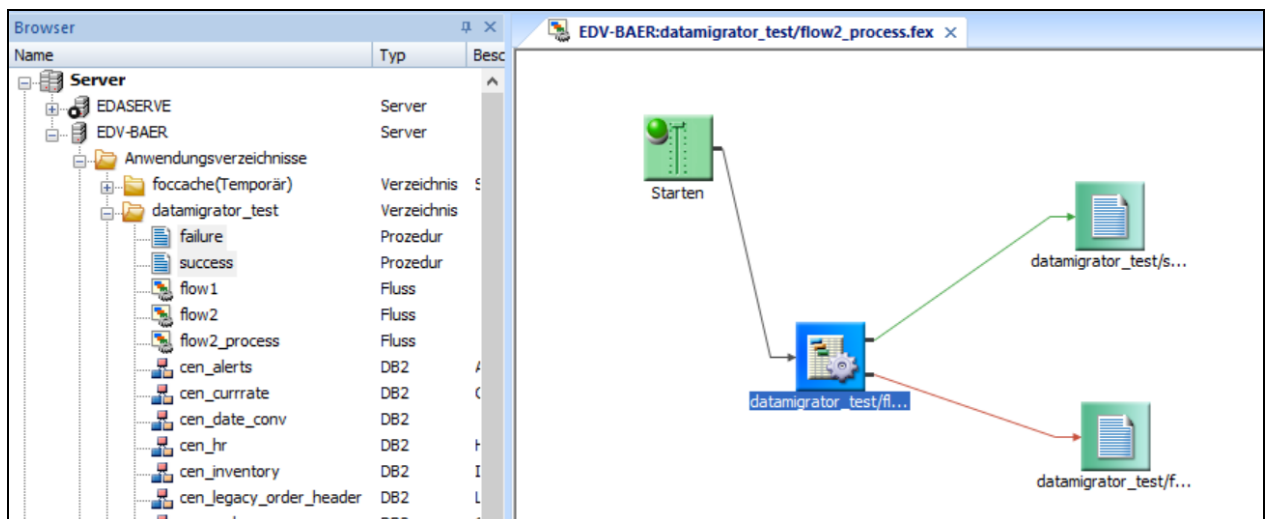 Browser
Name Typ Besc
Server
EDASERVE Server
EDV-BAER Server
Anwendungsverzeichnisse
foccache(Temporär) Verzeichnis S
datamigrator_test Verzeichnis
failure Prozedur
success Prozedur
flow1 Fluss
flow2 Fluss
flow2_process Fluss
cen_alerts DB2 A
cen_currrate DB2 C
cen_date_conv DB2
cen_hr DB2 H
cen_inventory DB2 I
cen_legacy_order_header DB2 L
EDV-BAER:datamigrator_test/flow2_process.fex
Starten
datamigrator_test/s...
datamigrator_test/fl...
datamigrator_test/f...